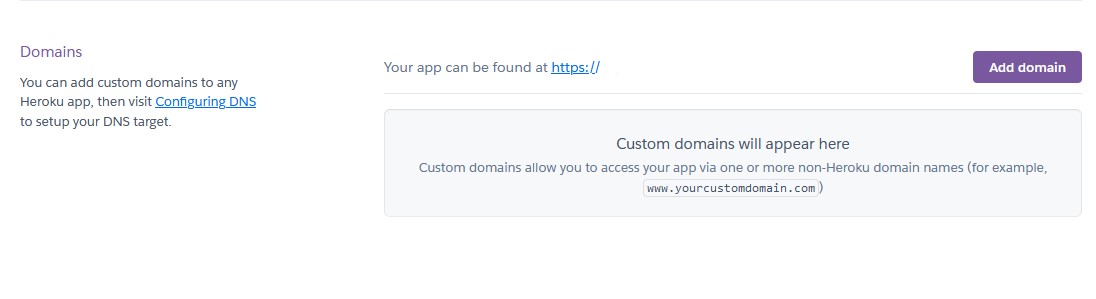 Domains
You can add custom domains to any
Heroku app, then visit Configuring DNS
to setup your DNS target.
Your app can be found at https://
Add domain
Custom domains will appear here
Custom domains allow you to access your app via one or more non-Heroku domain names (for example,
www.yourcustomdomain.com)